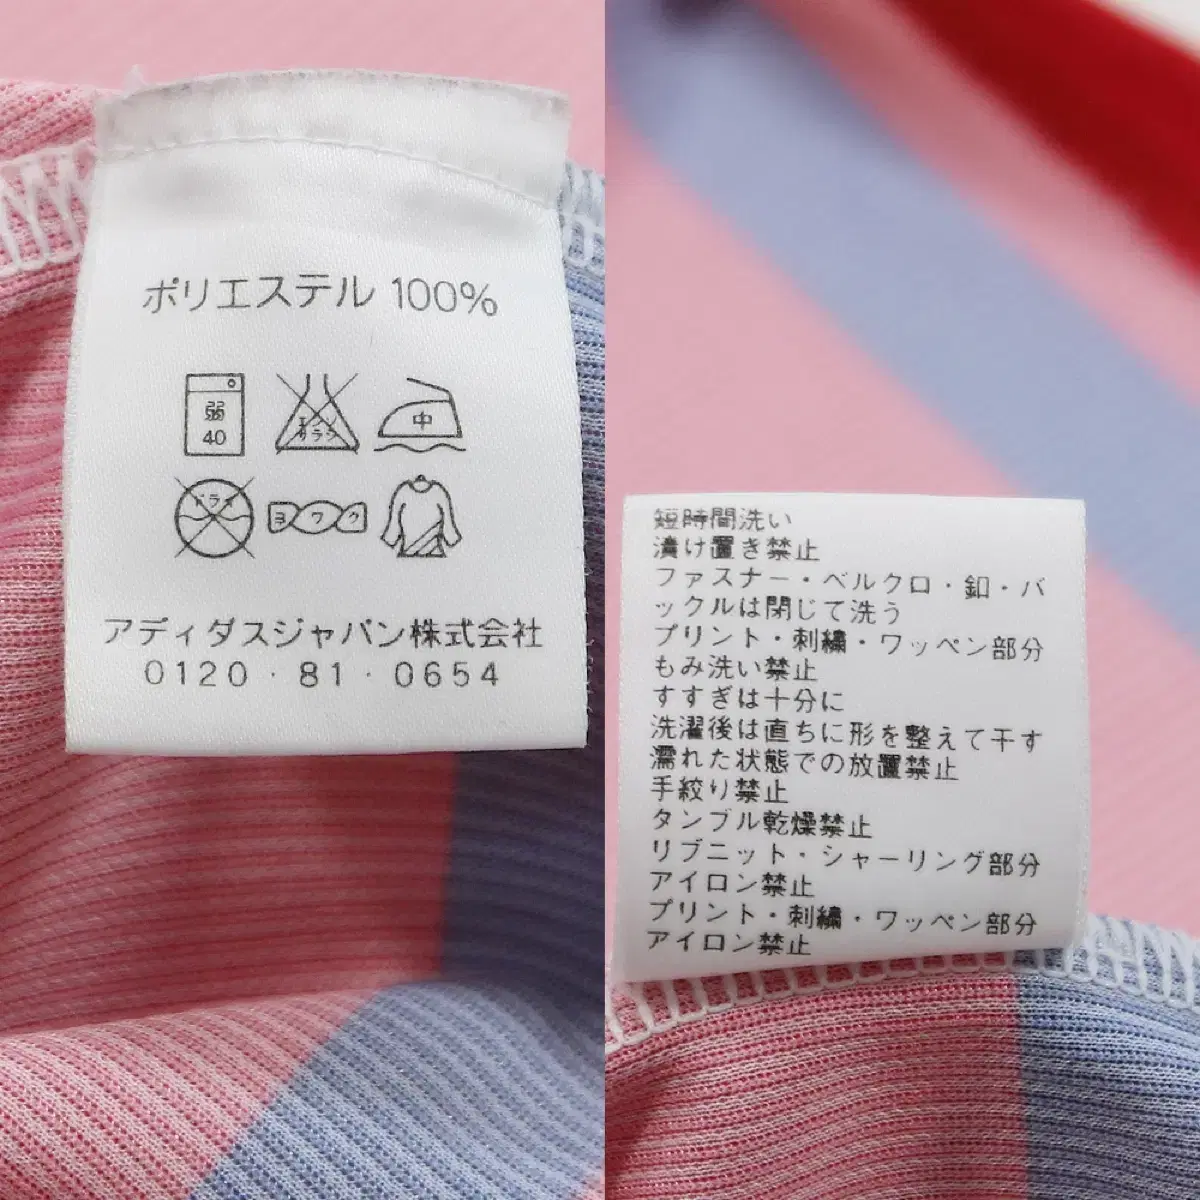 ポリエステル 100%
弱
40
エンソ
サラシ
中
ドライ
ヨワク
アディダスジャパン株式会社
0120・81・0654
短時間洗い
漬け置き禁止
ファスナー・ベルクロ・釦・バ
ックルは閉じて洗う
プリント・刺繍・ワッペン部分
もみ洗い禁止
すすぎは十分に
洗濯後は直ちに形を整えて干す
濡れた状態での放置禁止
手絞り禁止
タンブル乾燥禁止
リブニット・シャーリング部分
アイロン禁止
プリント・刺繍・ワッペン部分
アイロン禁止